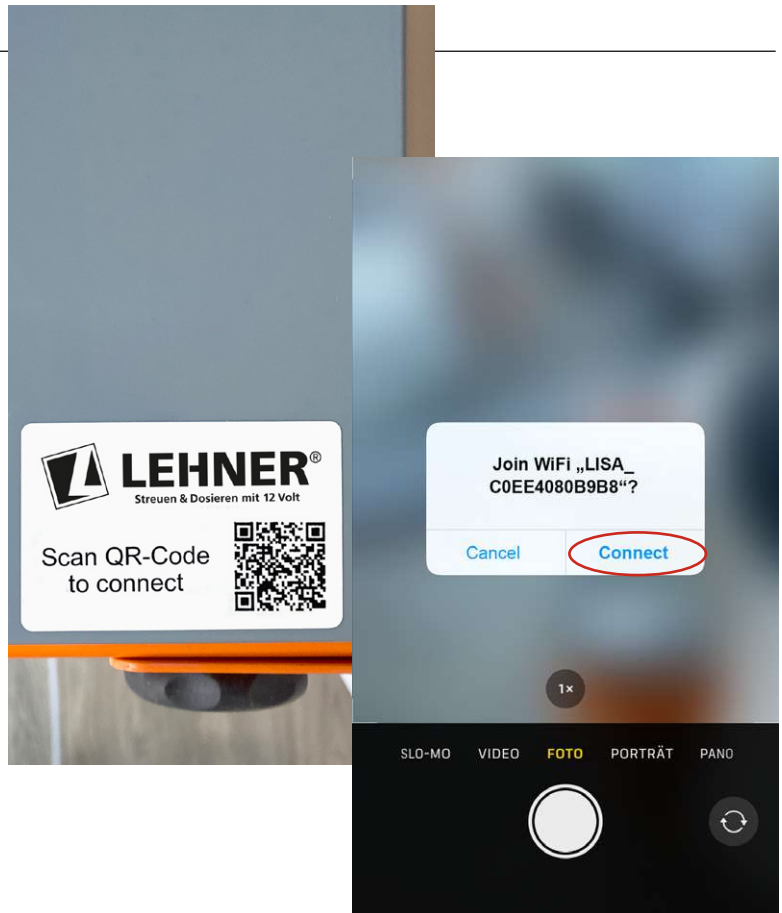 LEHNER®
Streuen & Dosieren mit 12 Volt
Scan QR-Code
to connect
Join WiFi „LISA_
C0EE4080B9B8“?
Cancel
Connect
1×
SLO-MO VIDEO FOTO PORTRÄT PANO